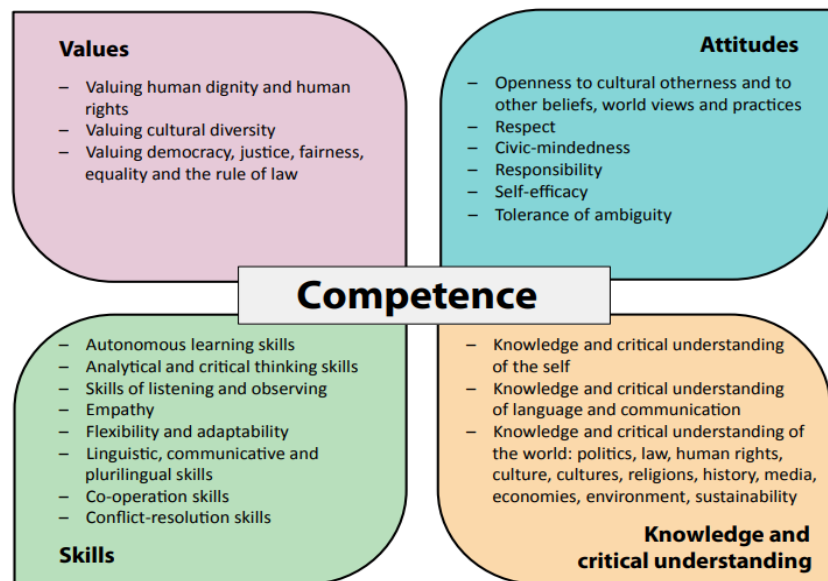 Values
– Valuing human dignity and human
rights
– Valuing cultural diversity
– Valuing democracy, justice, fairness,
equality and the rule of law
Attitudes
– Openness to cultural otherness and to
other beliefs, world views and practices
– Respect
– Civic-mindedness
– Responsibility
– Self-efficacy
– Tolerance of ambiguity
Competence
– Autonomous learning skills
– Analytical and critical thinking skills
– Skills of listening and observing
– Empathy
– Flexibility and adaptability
– Linguistic, communicative and
plurilingual skills
– Co-operation skills
– Conflict-resolution skills
Skills
– Knowledge and critical understanding
of the self
– Knowledge and critical understanding
of language and communication
– Knowledge and critical understanding of
the world: politics, law, human rights,
culture, cultures, religions, history, media,
economies, environment, sustainability
Knowledge and
critical understanding